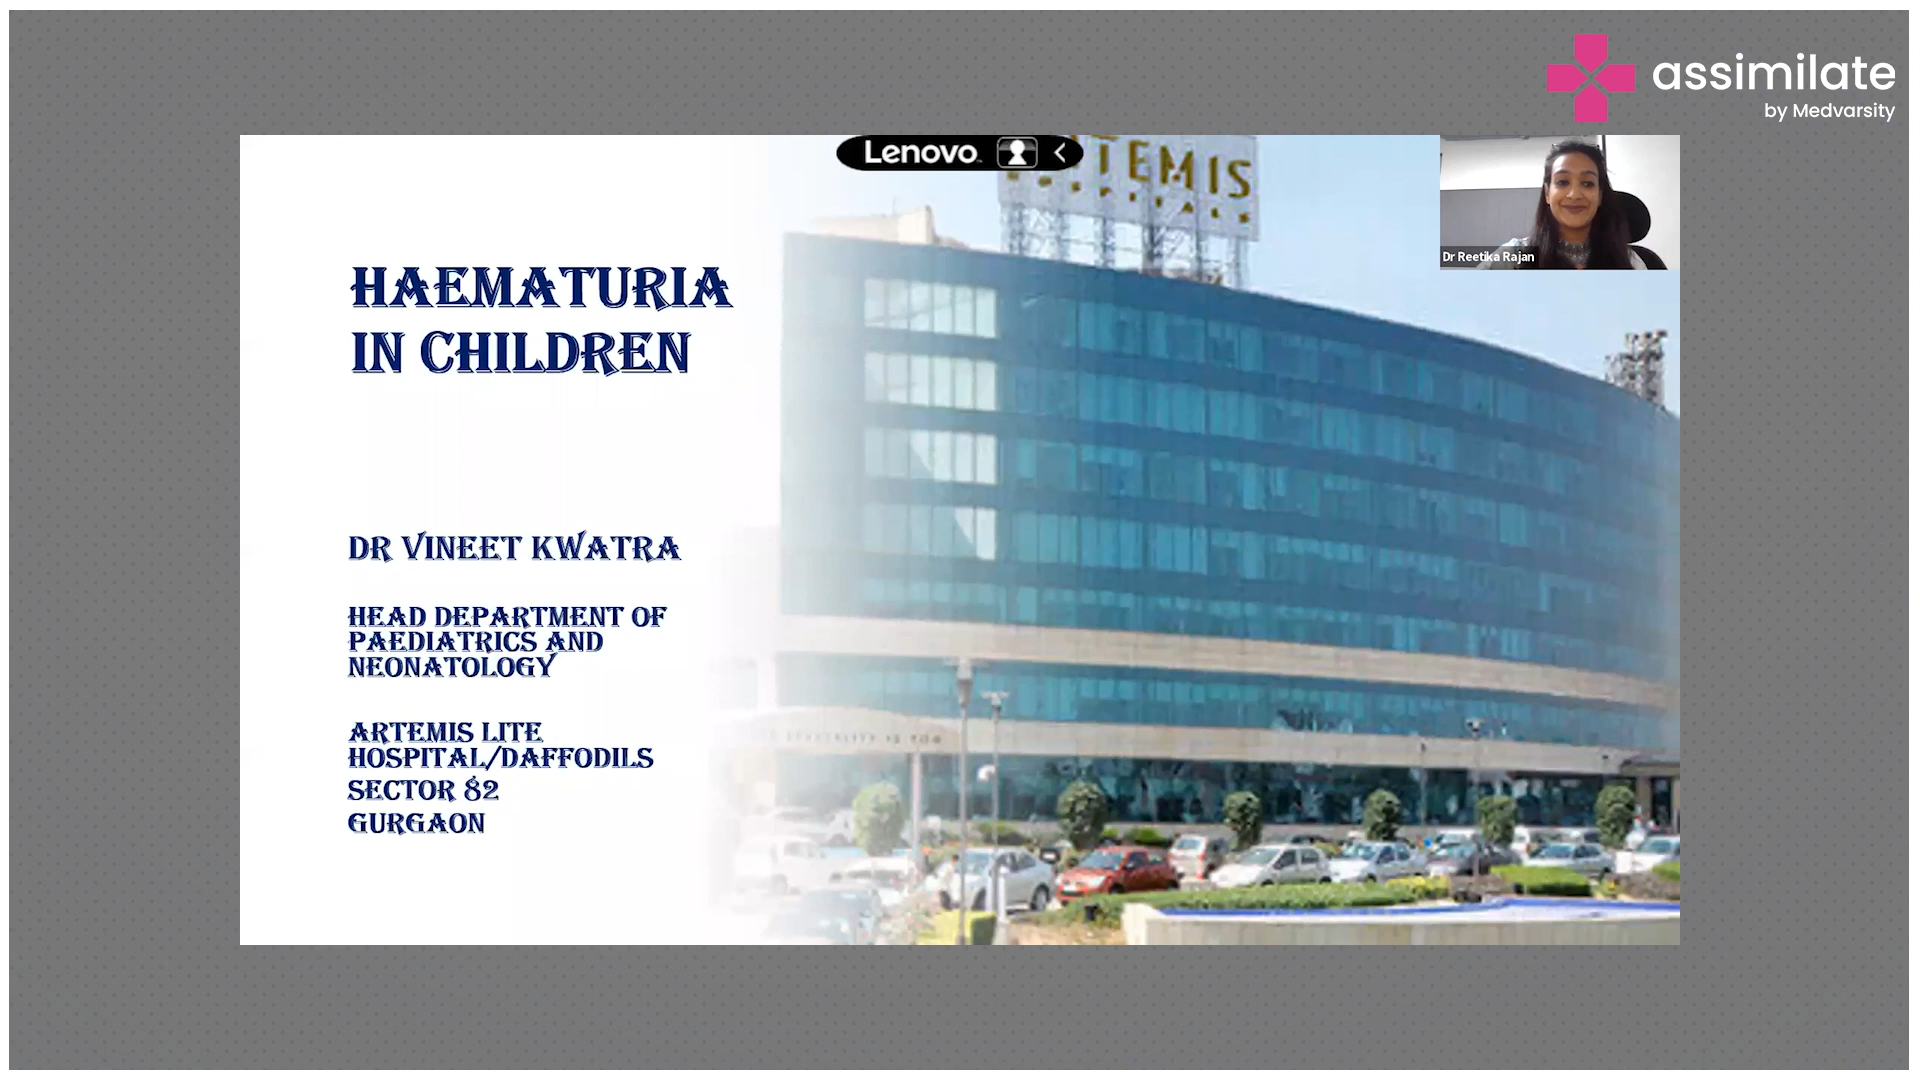 assimilate
by Medvarsity
Lenovo
TEMIS
Dr Reetika Rajan
HAEMATURIA
IN CHILDREN
DR VINEET KWATRA
HEAD DEPARTMENT OF
PAEDIATRICS AND
NEONATOLOGY
ARTEMIS LITE
HOSPITAL/DAFFODILS
SECTOR 82
GURGAON